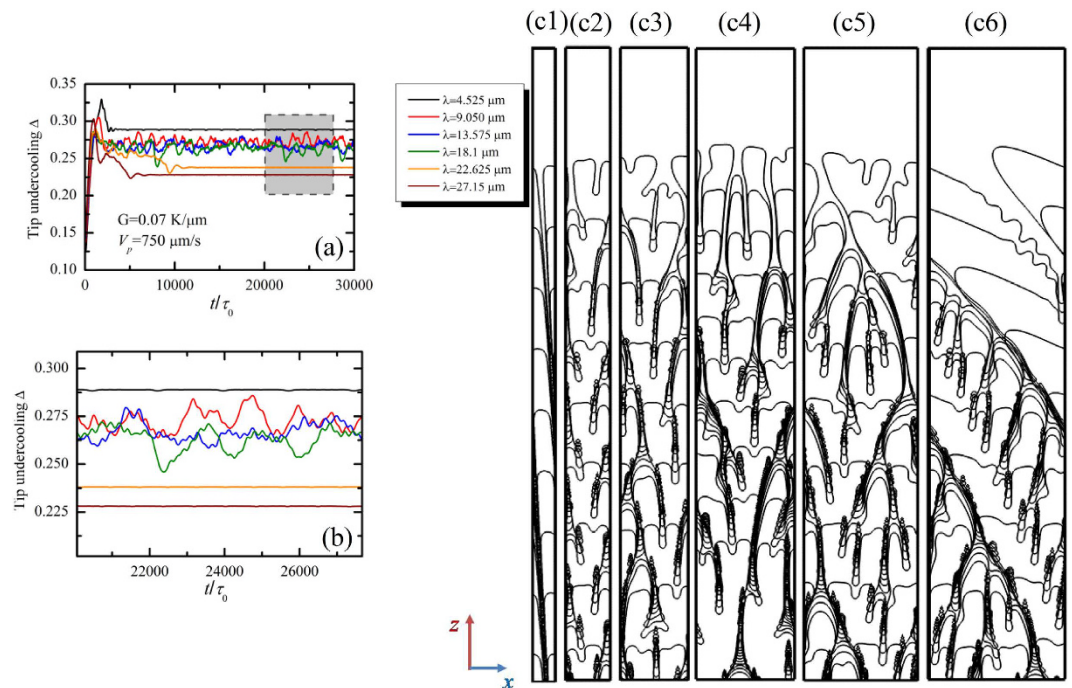 (c1)
(c2)
(c3)
(c4)
(c5)
(c6)
Tip undercooling Δ
0.35
0.30
0.25
0.20
0.15
0.10
G=0.07 K/μm
V_p=750 μm/s
(a)
0
10000
20000
30000
t/τ_0
λ=4.525 μm
λ=9.050 μm
λ=13.575 μm
λ=18.1 μm
λ=22.625 μm
λ=27.15 μm
Tip undercooling Δ
0.300
0.275
0.250
0.225
(b)
22000
24000
26000
t/τ_0
z
x